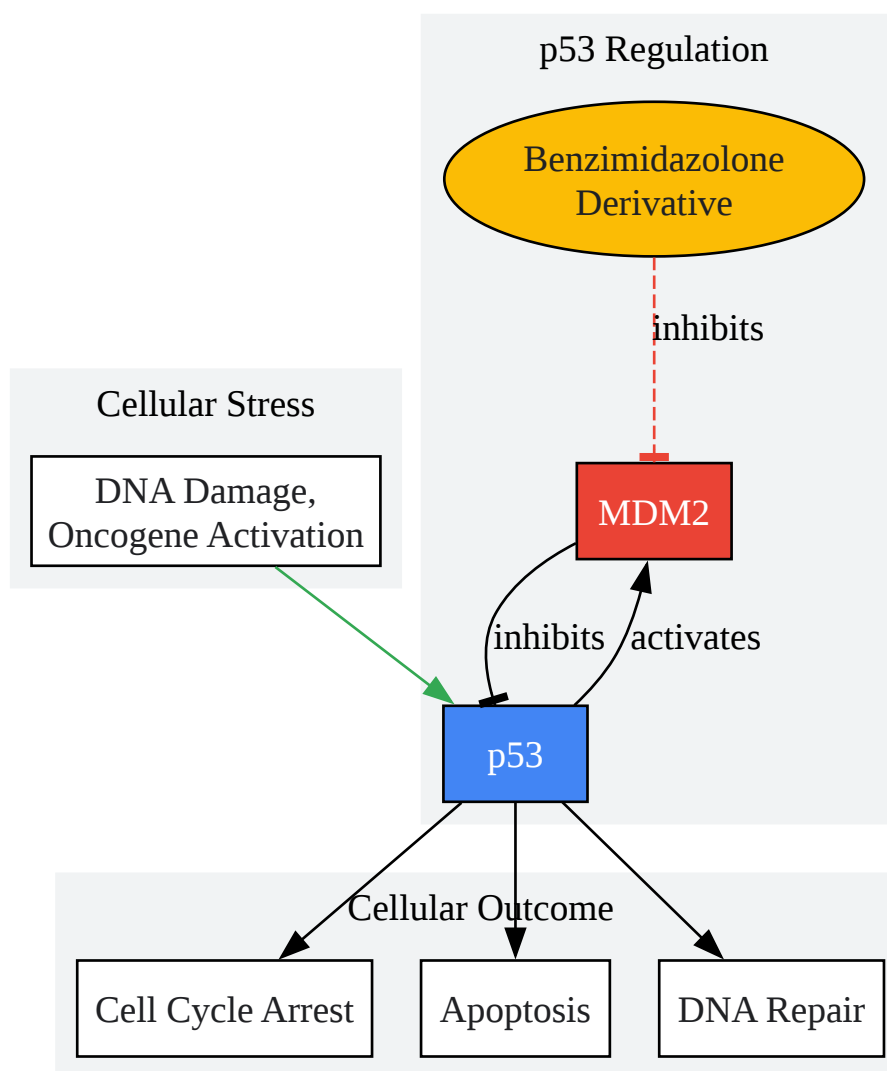 p53 Regulation
Benzimidazolone
Derivative
inhibits
Cellular Stress
DNA Damage,
Oncogene Activation
MDM2
inhibits
activates
p53
Cellular Outcome
Cell Cycle Arrest
Apoptosis
DNA Repair